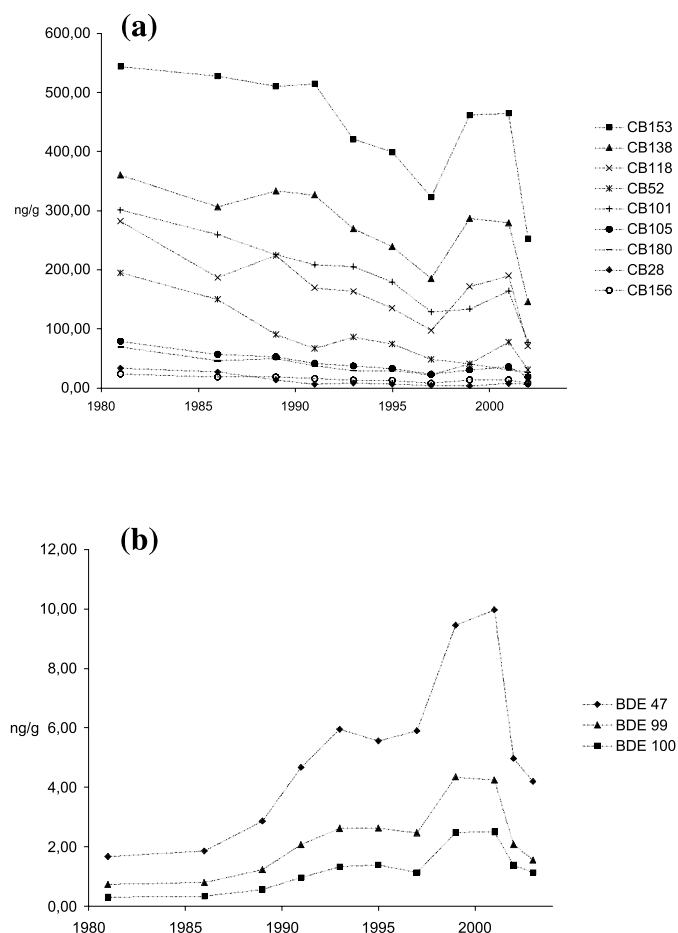 (a)
600,00
500,00
400,00
ng/g 300,00
200,00
100,00
0,00
1980 1985 1990 1995 2000
CB153
CB138
CB118
CB52
CB101
CB105
CB180
CB28
CB156
(b)
12,00
10,00
8,00
ng/g 6,00
4,00
2,00
0,00
1980 1985 1990 1995 2000
BDE 47
BDE 99
BDE 100